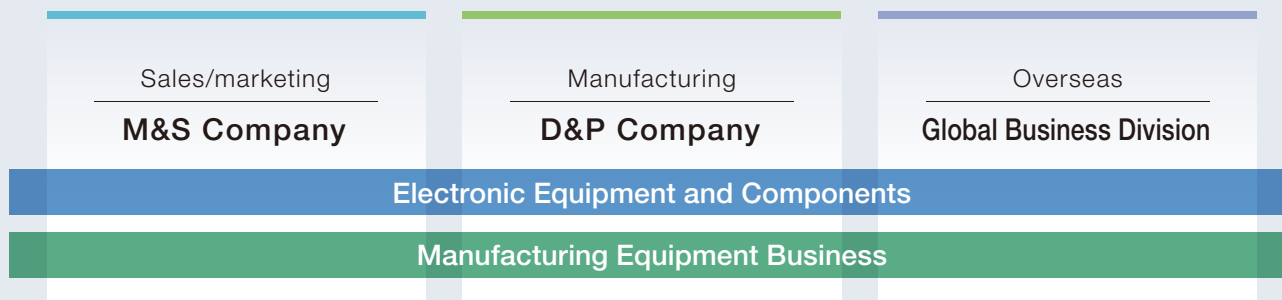 Sales/marketing
M&S Company
Manufacturing
D&P Company
Overseas
Global Business Division
Electronic Equipment and Components
Manufacturing Equipment Business